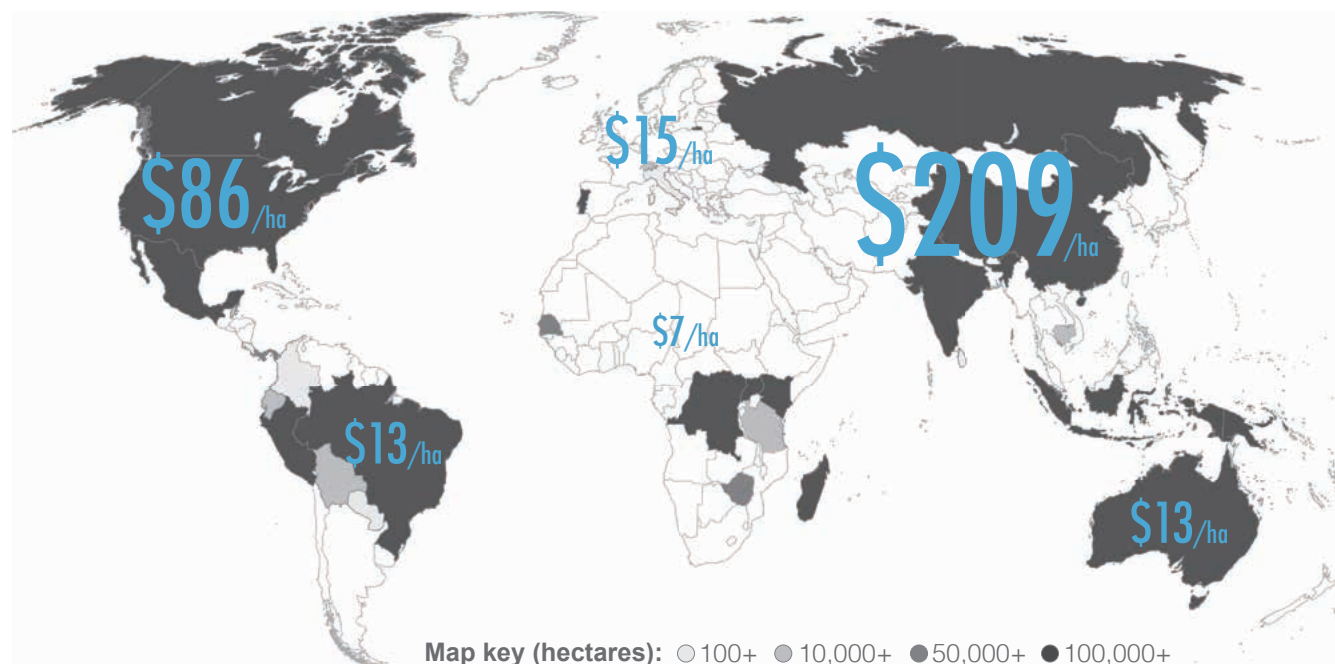 $15/ha
$86/ha
$209/ha
$7/ha
$13/ha
$13/ha
Map key (hectares): 100+ 10,000+ 50,000+ 100,000+